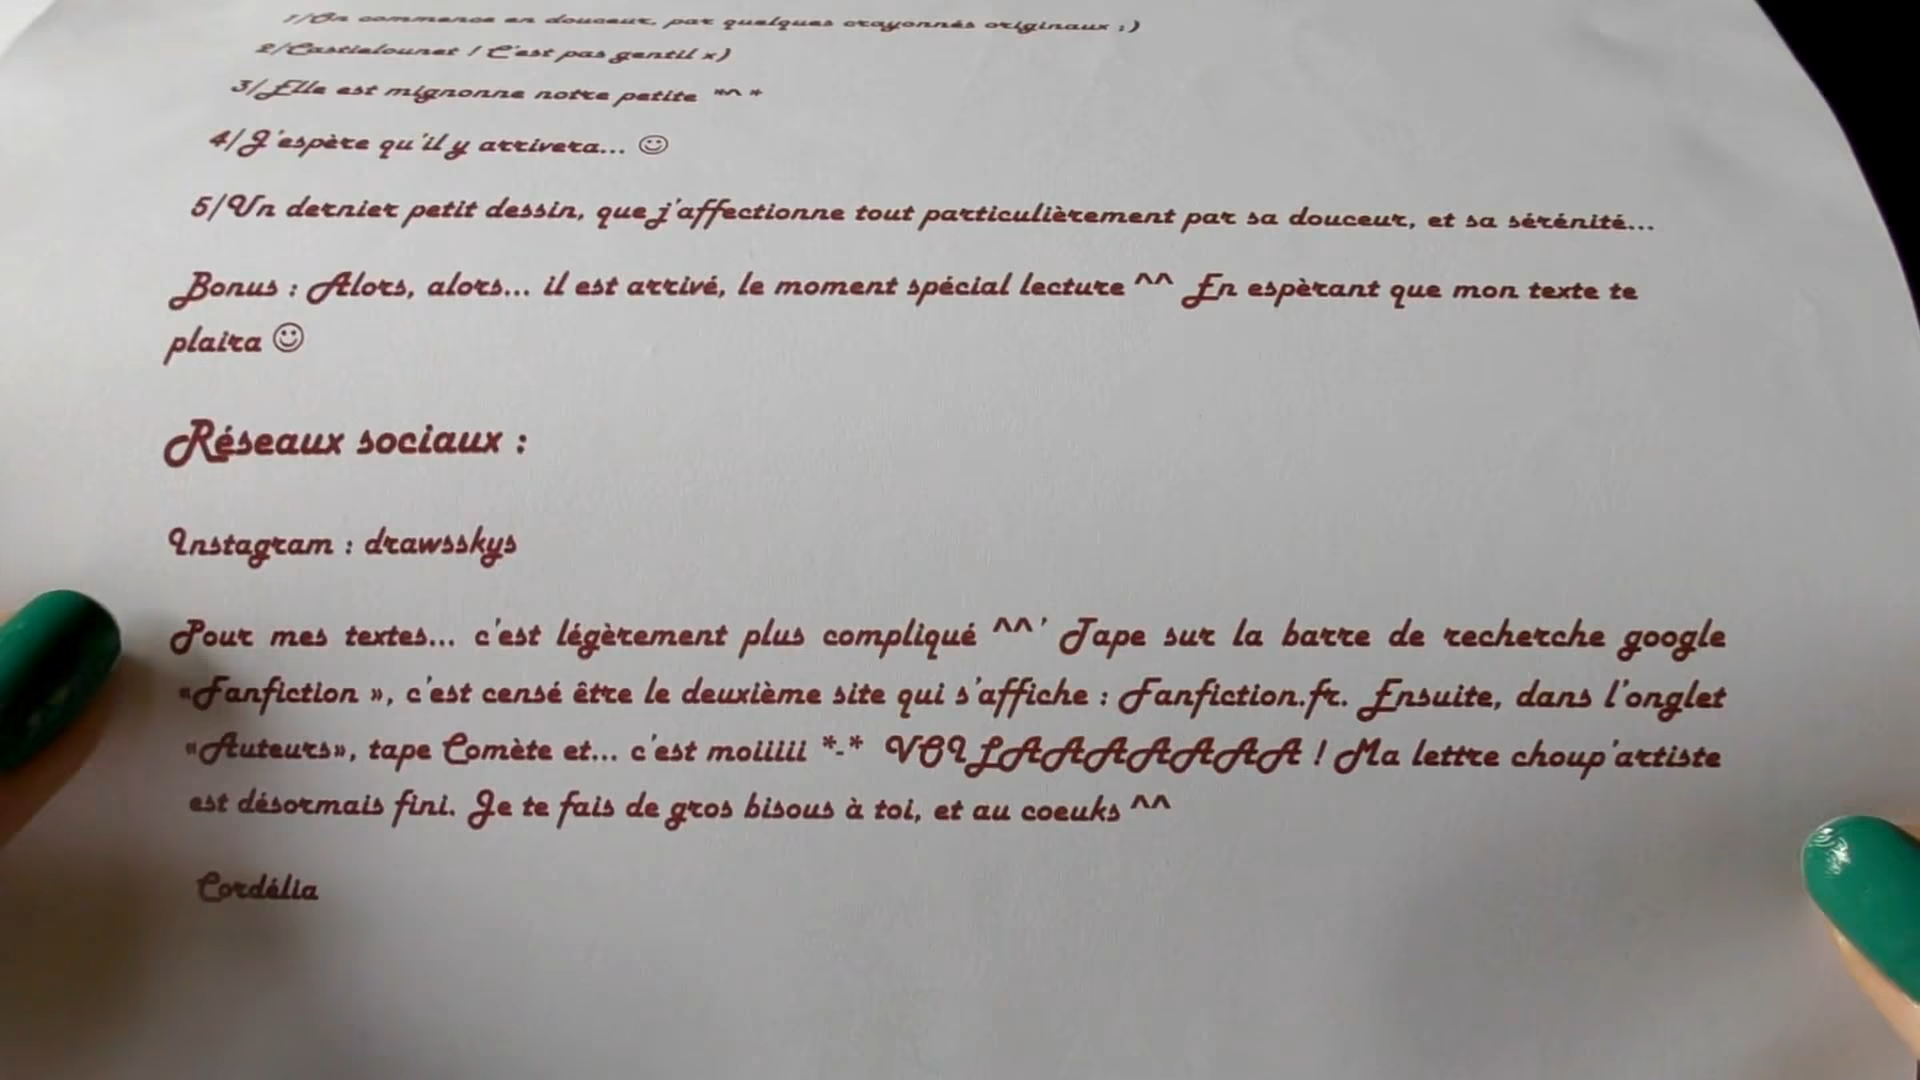 1/On commence en douceur, par quelques crayonnés originaux ;)
2/Castielounet ! C'est pas gentil x)
3/Elle est mignonne notre petite *^^*
4/J'espère qu'il y arrivera... ☺
5/Un dernier petit dessin, que j'affectionne tout particulièrement par sa douceur, et sa sérénité...
Bonus : Alors, alors... il est arrivé, le moment spécial lecture ^^ En espèrant que mon texte te
plaira ☺
Réseaux sociaux :
Instagram : drawsskys
Pour mes textes... c'est légèrement plus compliqué ^^' Tape sur la barre de recherche google
«Fanfiction », c'est censé être le deuxième site qui s'affiche : Fanfiction.fr. Ensuite, dans l'onglet
«Auteurs», tape Comète et... c'est moiiiii *-* VOILAAAAAAA ! Ma lettre choup'artiste
est désormais fini. Je te fais de gros bisous à toi, et au coeuks ^^
Cordélia